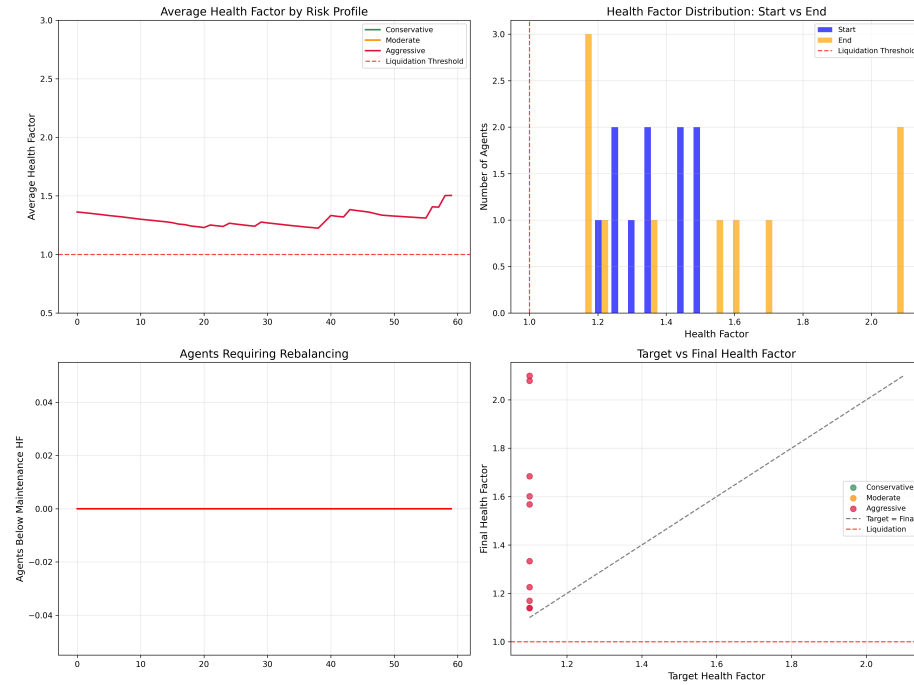 Average Health Factor by Risk Profile
3.0
2.5
2.0
1.5
1.0
0.5
Average Health Factor
Conservative
Moderate
Aggressive
Liquidation Threshold
0 10 20 30 40 50 60
Health Factor Distribution: Start vs End
3.0
2.5
2.0
1.5
1.0
0.5
0.0
Number of Agents
Start
End
Liquidation Threshold
1.0 1.2 1.4 1.6 1.8 2.0
Health Factor
Agents Requiring Rebalancing
0.04
0.02
0.00
−0.02
−0.04
Agents Below Maintenance HF
0 10 20 30 40 50 60
Target vs Final Health Factor
2.0
1.8
1.6
1.4
1.2
1.0
Final Health Factor
Conservative
Moderate
Aggressive
Target = Final
Liquidation
1.2 1.4 1.6 1.8 2.0
Target Health Factor